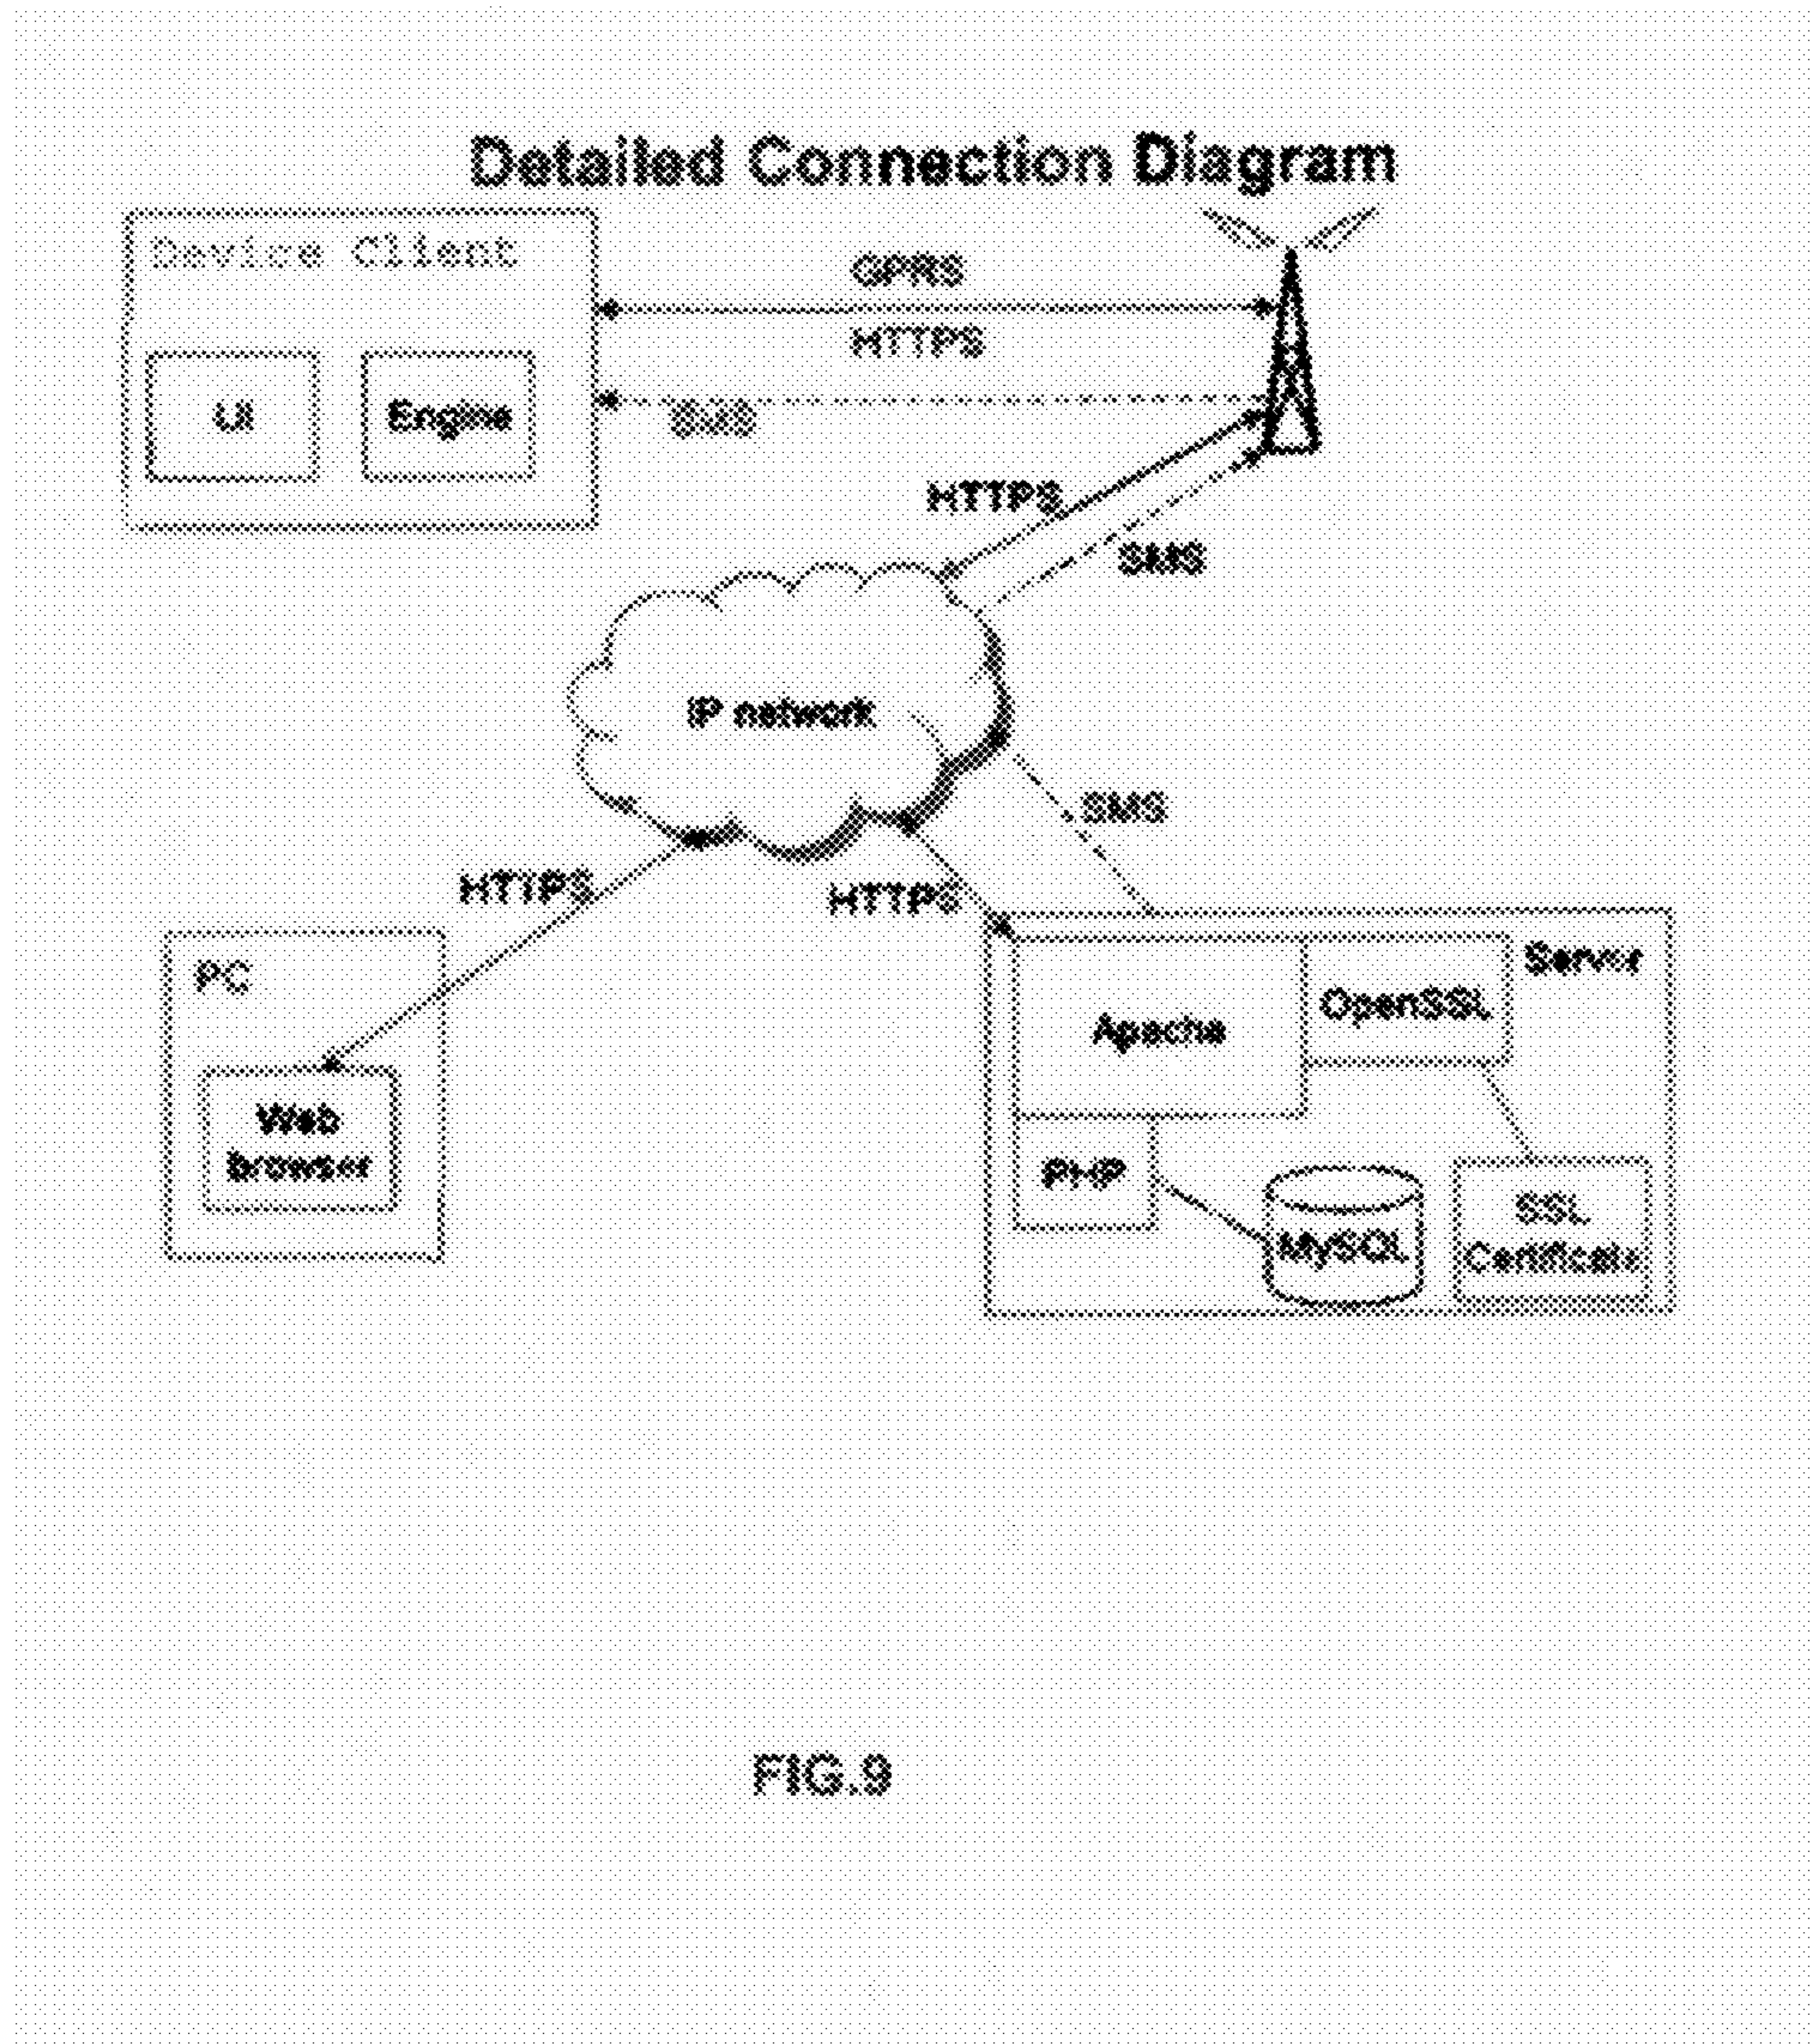 Detailed Connection Diagram
Device Client
GPRS
HTTPS
UI
Engine
SMS
HTTPS
SMS
IP network
SMS
HTTPS
HTTPS
PC
Server
OpenSSL
Apache
Web
browser
PHP
SSL
MySQL
Certificate
FIG.9